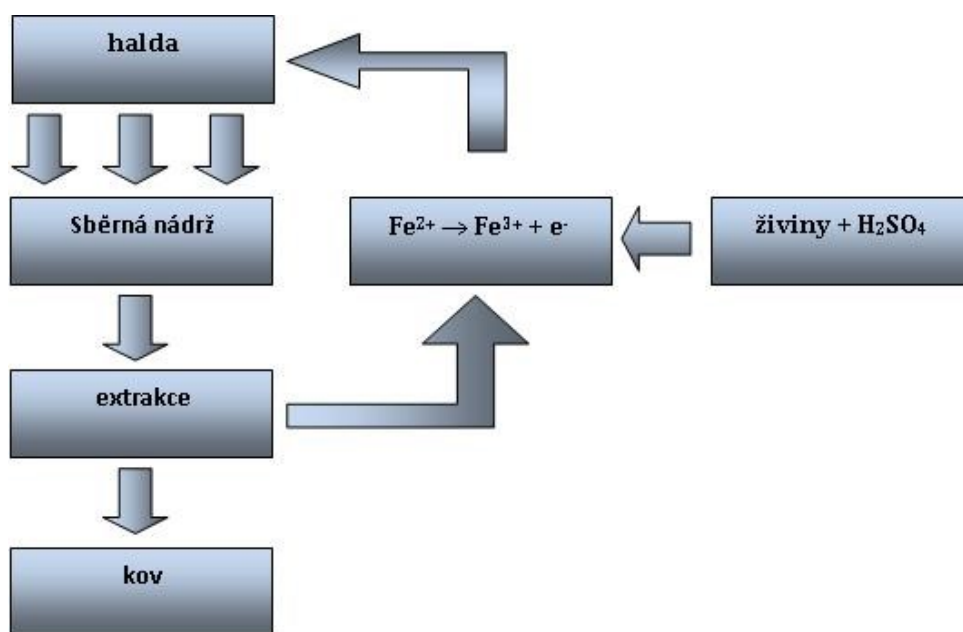 halda
Sběrná nádrž
Fe²⁺ → Fe³⁺ + e⁻
živiny + H₂SO₄
extrakce
kov